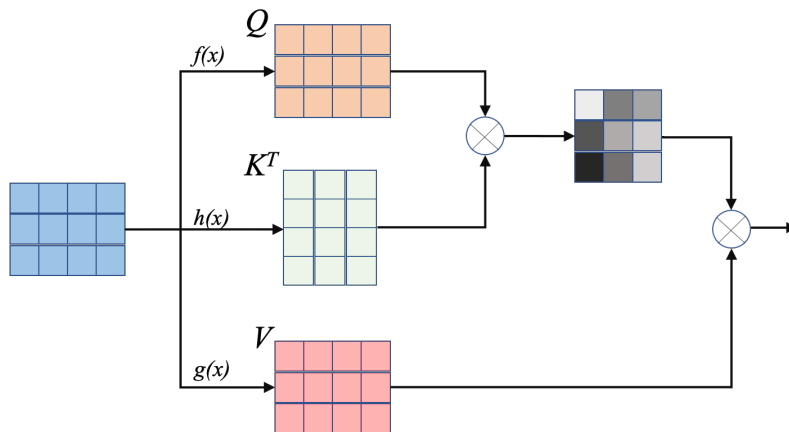 Q
f(x)
K^T
h(x)
V
g(x)